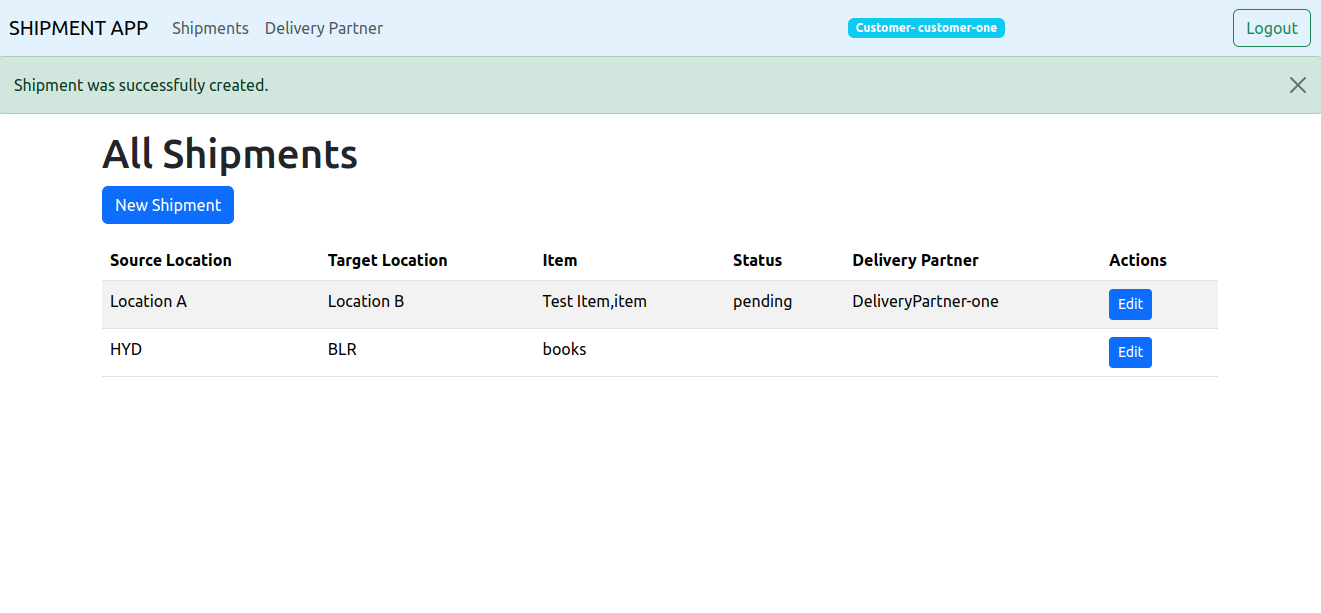 SHIPMENT APP Shipments Delivery Partner Customer- customer-one Logout
Shipment was successfully created.
All Shipments
New Shipment
Source Location Target Location Item Status Delivery Partner Actions
Location A Location B Test Item,item pending DeliveryPartner-one Edit
HYD BLR books Edit